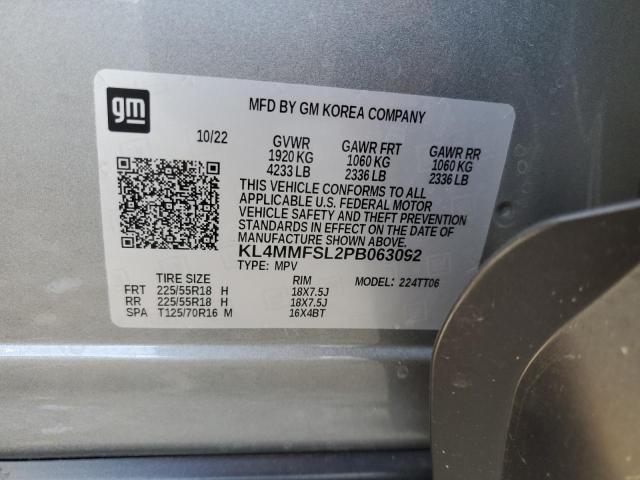 gm
MFD BY GM KOREA COMPANY
10/22 GVWR GAWR FRT GAWR RR
1920 KG 1060 KG 1060 KG
4233 LB 2336 LB 2336 LB
THIS VEHICLE CONFORMS TO ALL
APPLICABLE U.S. FEDERAL MOTOR
VEHICLE SAFETY AND THEFT PREVENTION
STANDARDS IN EFFECT ON THE DATE OF
MANUFACTURE SHOWN ABOVE.
KL4MMFSL2PB063092
TYPE: MPV MODEL: 224TT06
TIRE SIZE RIM
FRT 225/55R18 H 18X7.5J
RR 225/55R18 H 18X7.5J
SPA T125/70R16 M 16X4BT